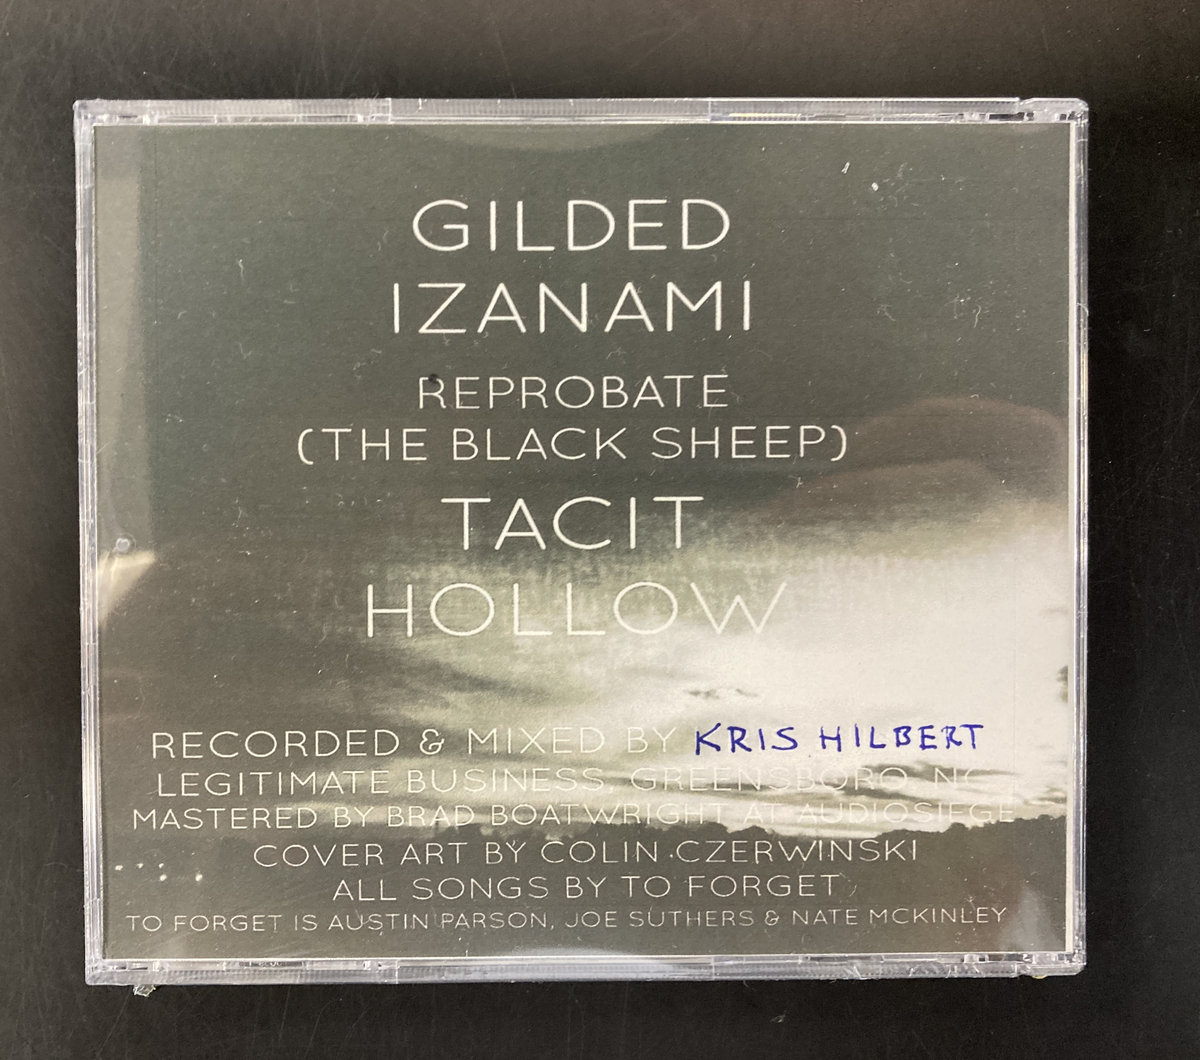 GILDED
IZANAMI
REPROBATE
(THE BLACK SHEEP)
TACIT
HOLLOW
RECORDED & MIXED BY KRIS HILBERT
LEGITIMATE BUSINESS, GREENSBORO, NC
MASTERED BY BRAD BOATWRIGHT AT AUDIOSIEGE
COVER ART BY COLIN CZERWINSKI
ALL SONGS BY TO FORGET
TO FORGET IS AUSTIN PARSON, JOE SUTHERS & NATE MCKINLEY